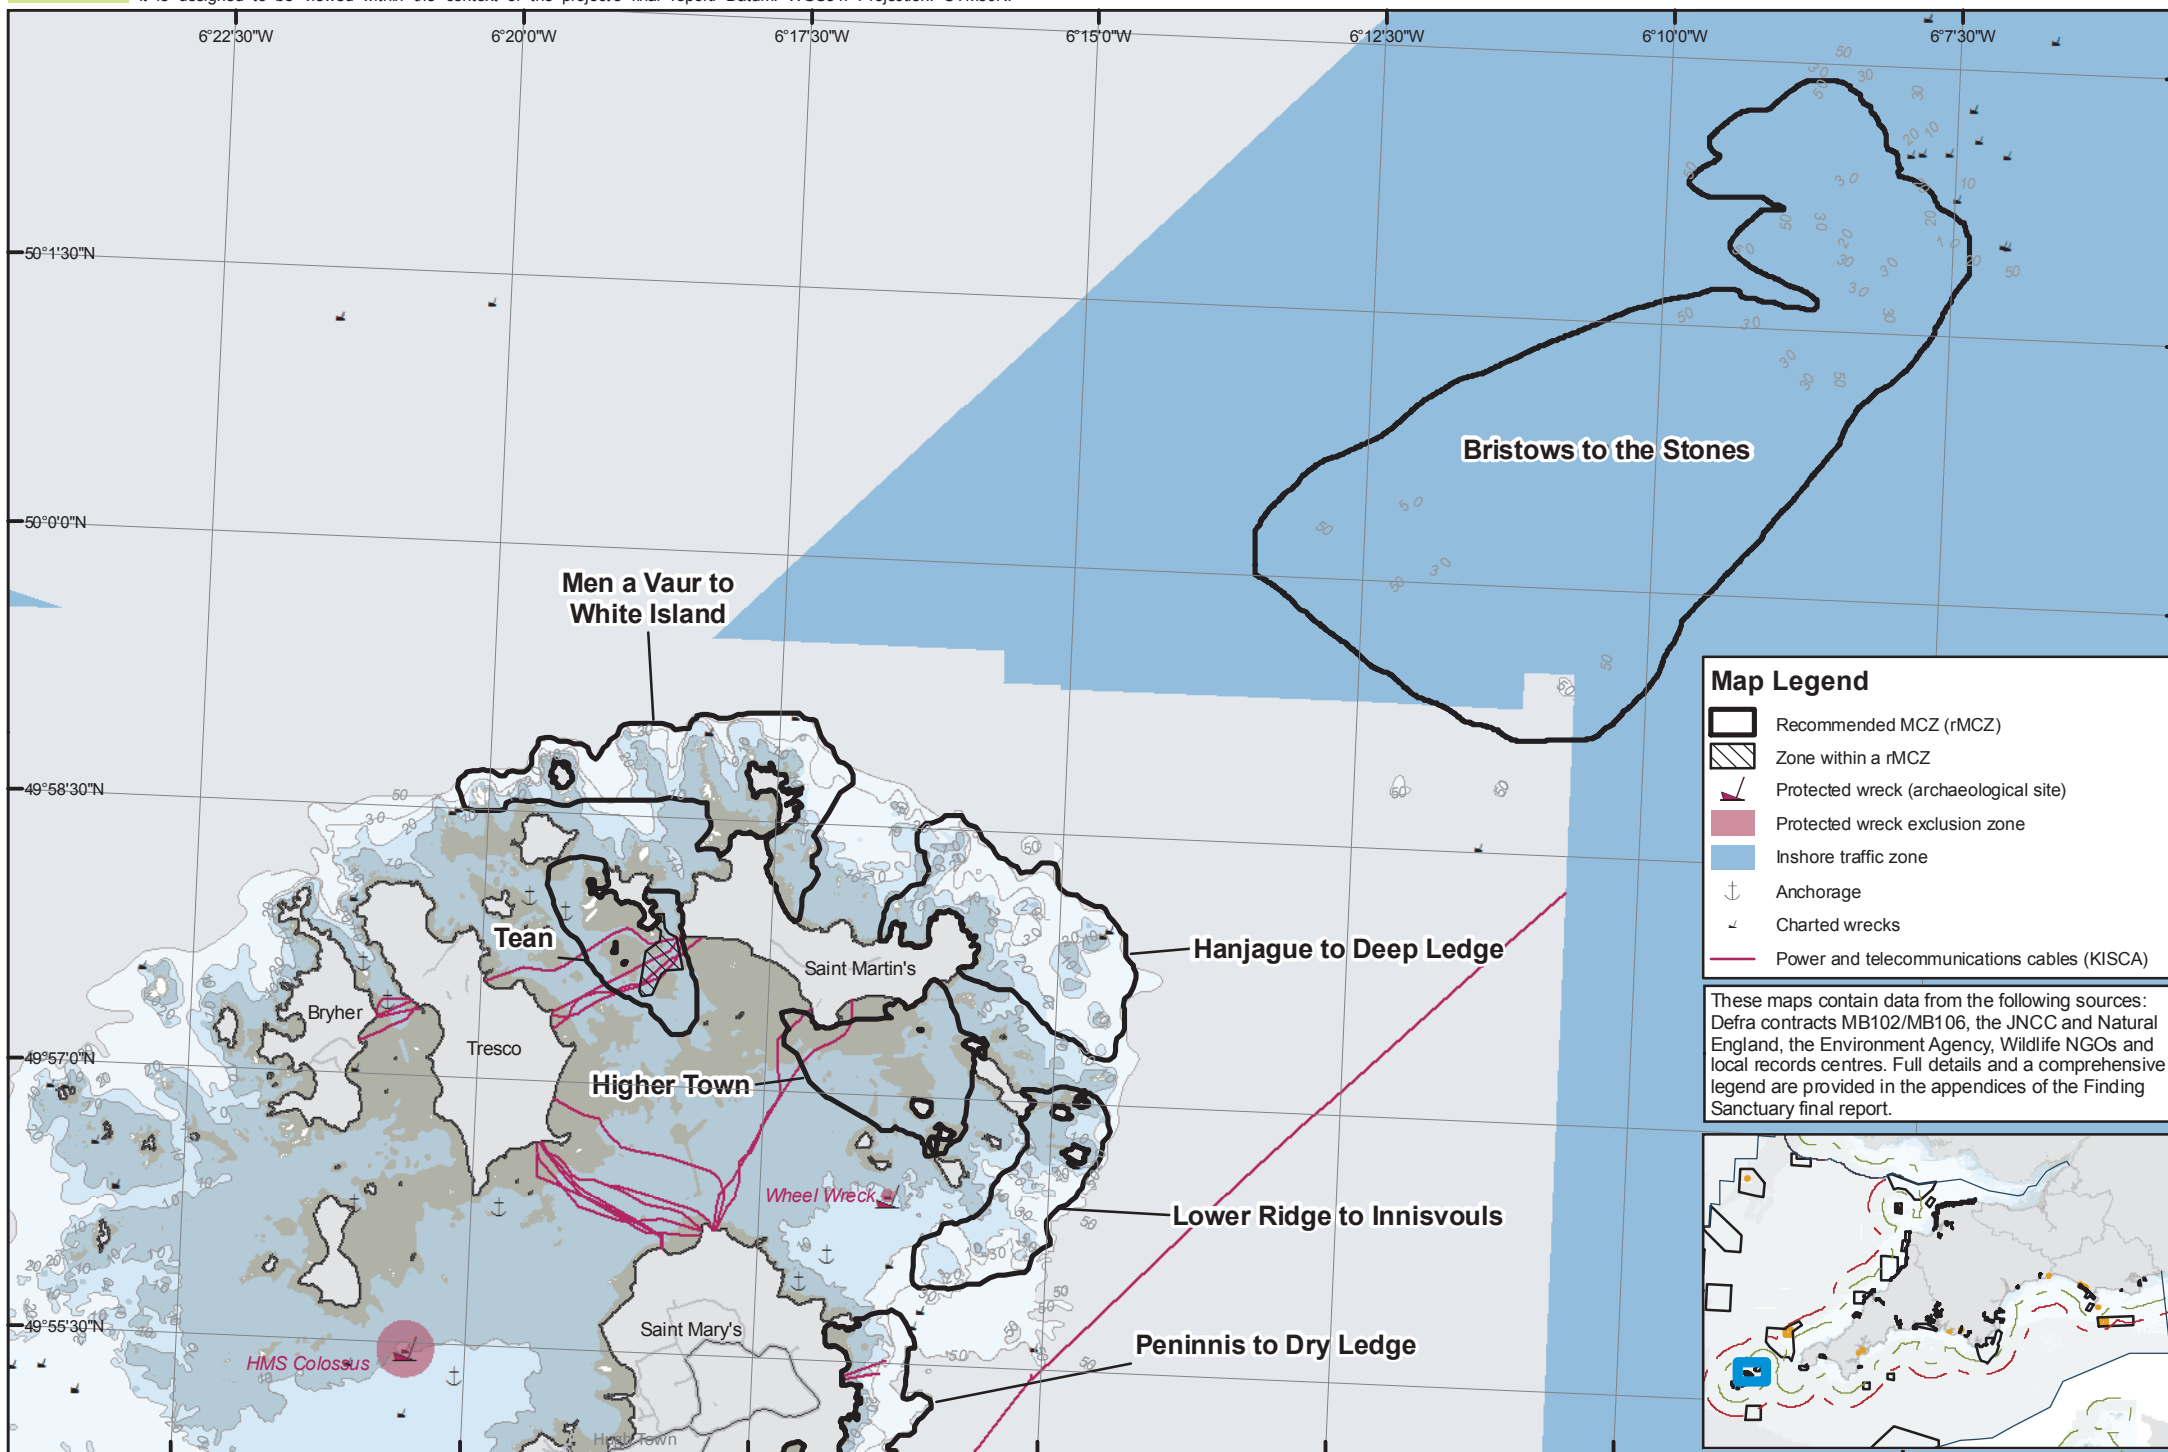 6°22'30"W
6°20'0"W
6°17'30"W
6°15'0"W
6°12'30"W
6°10'0"W
6°7'30"W
50°1'30"N
50°0'0"N
49°58'30"N
49°57'0"N
49°55'30"N
Bristows to the Stones
Men a Vaur to
White Island
Tean
Saint Martin's
Hanjague to Deep Ledge
Bryher
Tresco
Higher Town
Wheel Wreck
Lower Ridge to Innisvouls
Saint Mary's
Peninnis to Dry Ledge
HMS Colossus
Hugh Town
Map Legend
Recommended MCZ (rMCZ)
Zone within a rMCZ
Protected wreck (archaeological site)
Protected wreck exclusion zone
Inshore traffic zone
Anchorage
Charted wrecks
Power and telecommunications cables (KISCA)
These maps contain data from the following sources:
Defra contracts MB102/MB106, the JNCC and Natural
England, the Environment Agency, Wildlife NGOs and
local records centres. Full details and a comprehensive
legend are provided in the appendices of the Finding
Sanctuary final report.